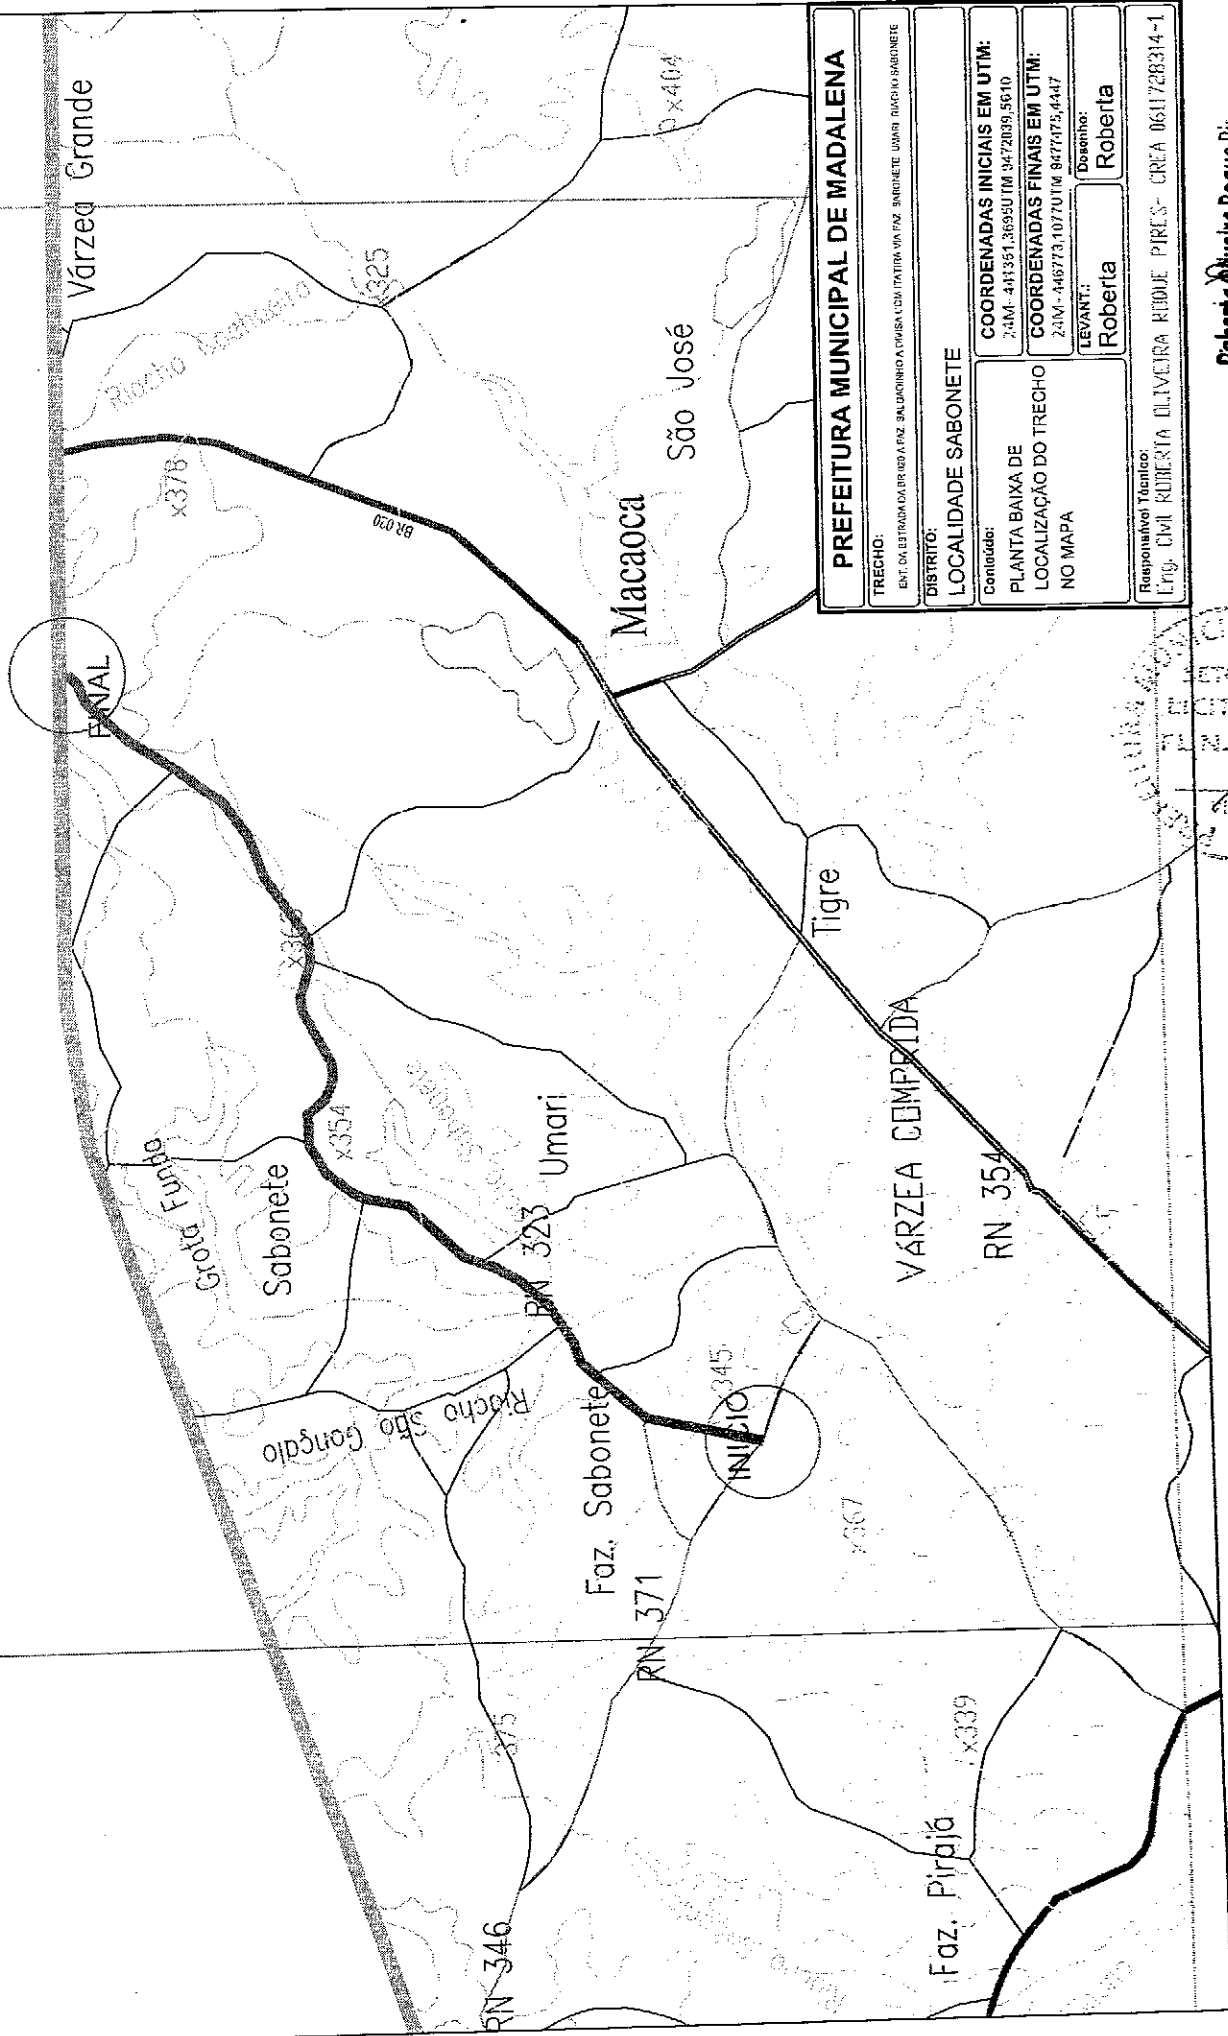 Várzea Grande
x404
Riacho
x325
São José
x378
BR 020
Macaoca
FINAL
Tigre
x354
Grota Funda
Sabonete
Umari
RN 323
VÁRZEA COMPRIDA
RN 354
Riacho São Gonçalo
Faz. Sabonete
345
INICIO
RN 371
x367
375
x339
RN 346
Faz. Pirajá
PREFEITURA MUNICIPAL DE MADALENA
TRECHO:
DISTRITO:
LOCALIDADE SABONETE
Conteúdo:
PLANTA BAIXA DE
LOCALIZAÇÃO DO TRECHO
NO MAPA
COORDENADAS INICIAIS EM UTM:
COORDENADAS FINAIS EM UTM:
LEVANT.:
Roberta
Desenho:
Roberta
Responsável Técnico:
Eng. Civil ROBERTA OLIVEIRA ROQUE PIRES- CREA 0611728314-1